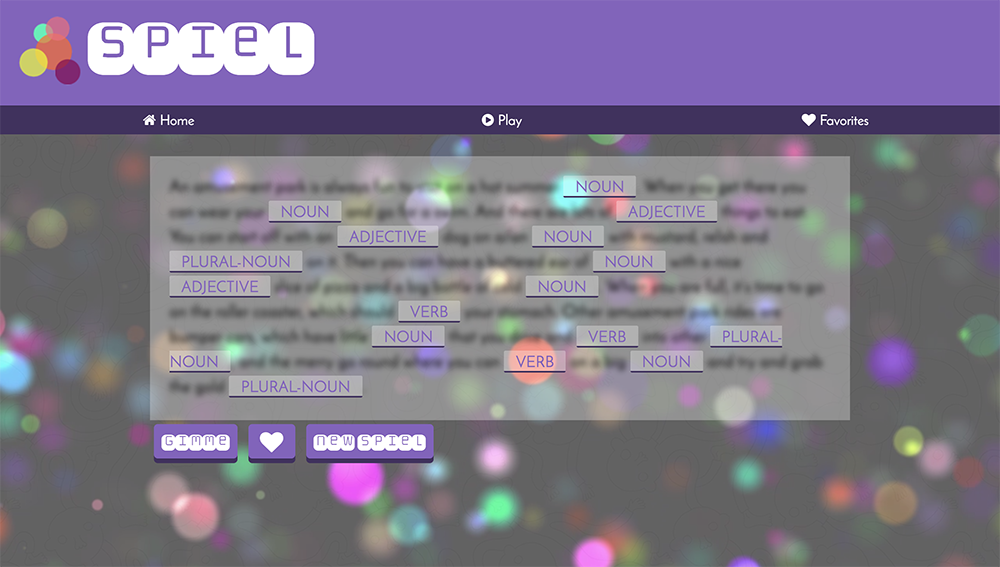 SPIEL
Home Play Favorites
An amusement park is always fun to visit on a hot summer NOUN . When you get there you
can wear your NOUN and go for a swim. And there are lots of ADJECTIVE things to eat.
You can start off with an ADJECTIVE dog on a/an NOUN with mustard, relish and
PLURAL-NOUN on it. Then you can have a buttered ear of NOUN with a nice
ADJECTIVE slice of pizza and a big bottle of cold NOUN . When you are full, it's time to go
on the roller coaster, which should VERB your stomach. Other amusement park rides are
bumper cars, which have little NOUN that you drive and VERB into other PLURAL-
NOUN , and the merry-go-round where you can VERB on a big NOUN and try and grab
the gold PLURAL-NOUN
GIMME NEW SPIEL